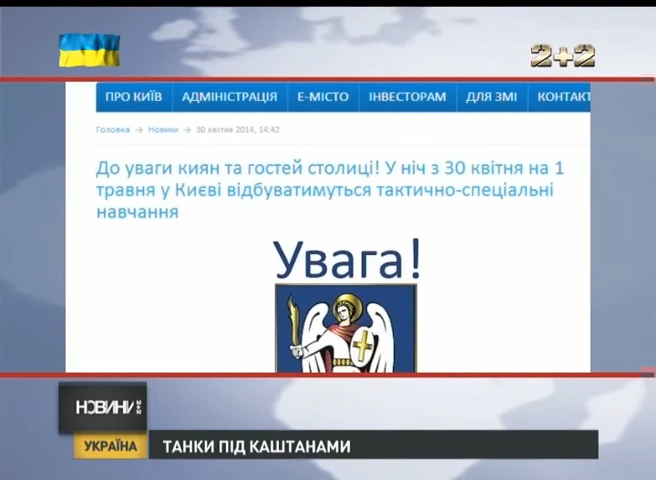 2+2
ПРО КИЇВ АДМІНІСТРАЦІЯ Е-МІСТО ІНВЕСТОРАМ ДЛЯ ЗМІ КОНТАКТ
Головна → Новини → 30 квітня 2014, 14:42
До уваги киян та гостей столиці! У ніч з 30 квітня на 1
травня у Києві відбуватимуться тактично-спеціальні
навчання
Увага!
НОВИНИ 2+2
УКРАЇНА
ТАНКИ ПІД КАШТАНАМИ